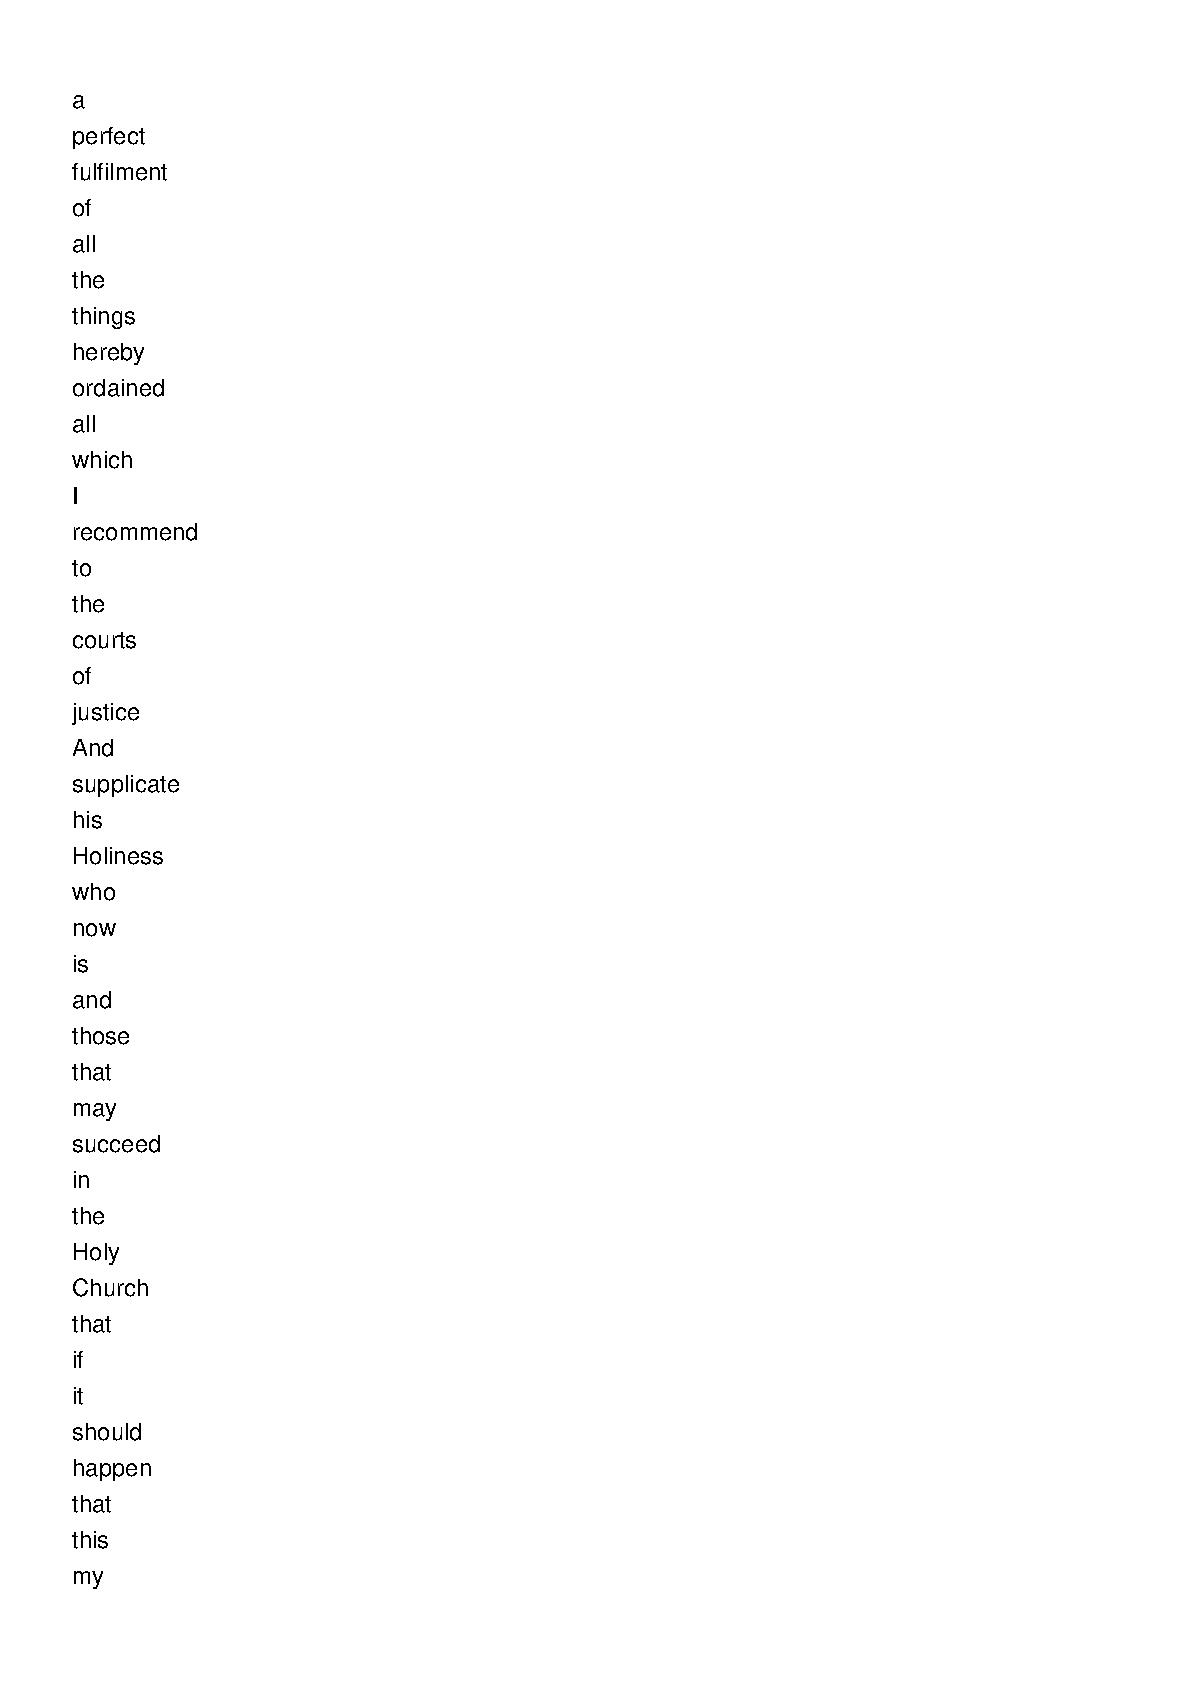 a
perfect
fulfilment
of
all
the
things
hereby
ordained
all
which
I
recommend
to
the
courts
of
justice
And
supplicate
his
Holiness
who
now
is
and
those
that
may
succeed
in
the
Holy
Church
that
if
it
should
happen
that
this
my